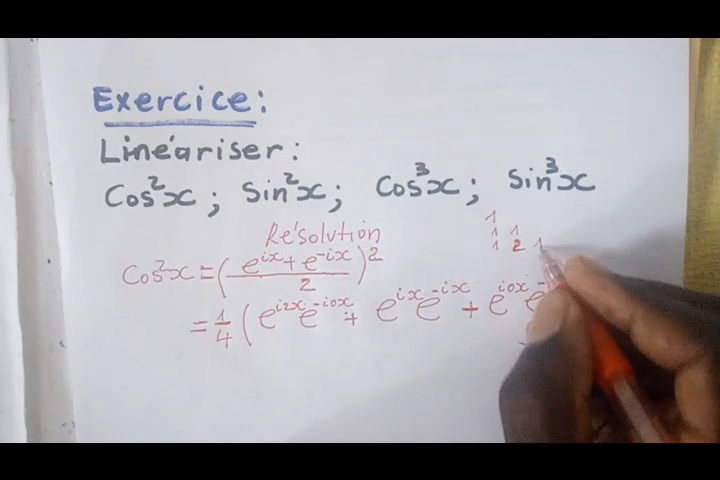 Exercice:
Linéariser:
Cos²x ; Sin²x ; Cos³x ; Sin³x
1
Résolution
1 1
1 2 1
Cos²x = ( e^ix + e^-ix / 2 )²
= 1/4 ( e^i2x e^-i0x + e^ix e^-ix + e^i0x e^-